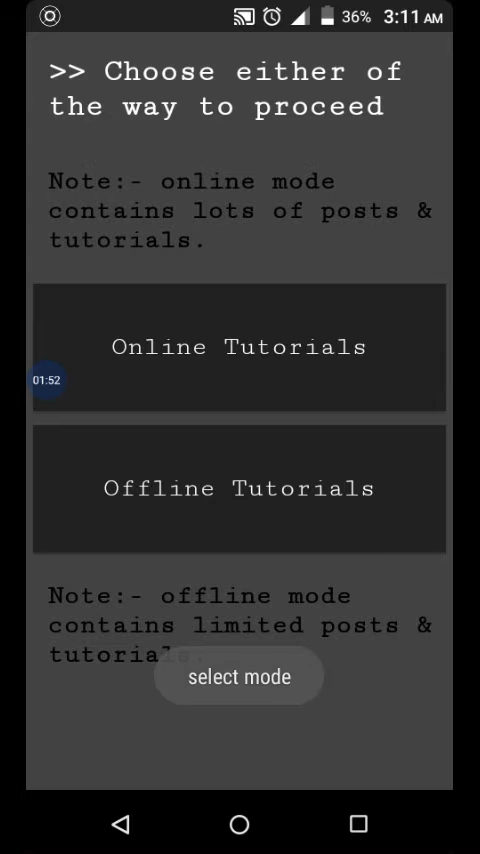 36% 3:11 AM
>> Choose either of
the way to proceed
Note:- online mode
contains lots of posts &
tutorials.
Online Tutorials
01:52
Offline Tutorials
Note:- offline mode
contains limited posts &
tutorials.
select mode